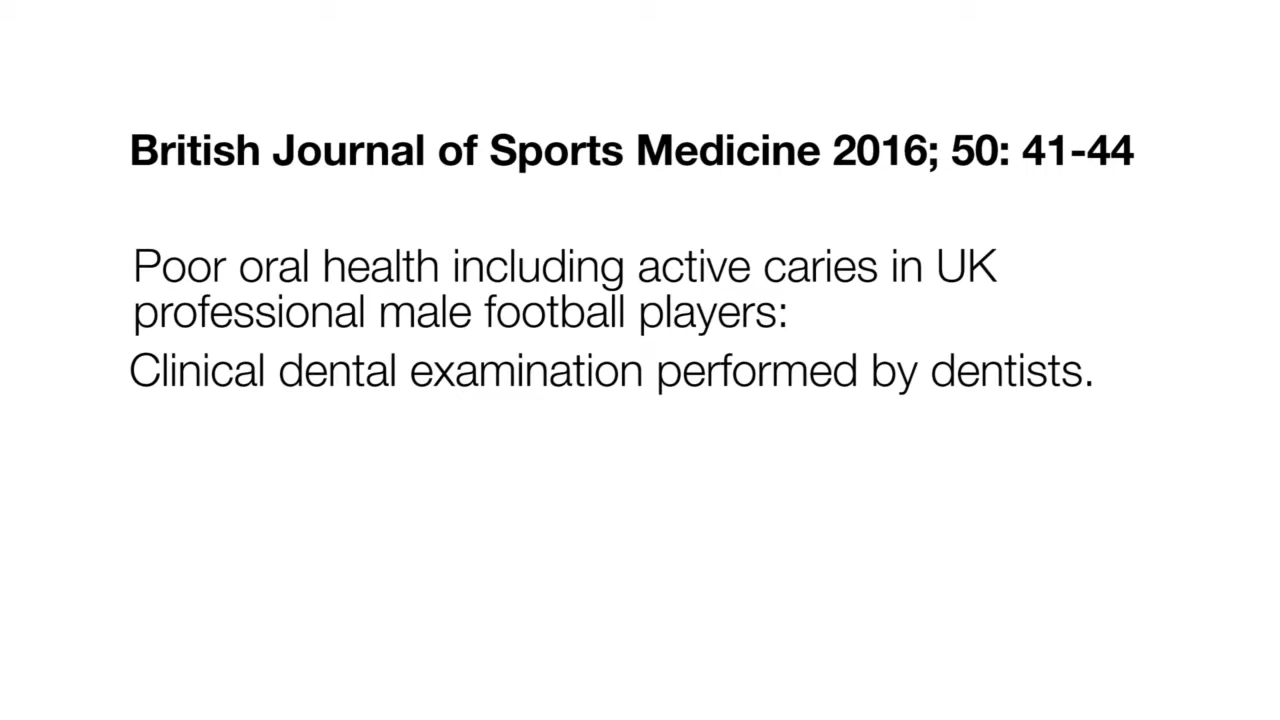 British Journal of Sports Medicine 2016; 50: 41-44
Poor oral health including active caries in UK
professional male football players:
Clinical dental examination performed by dentists.